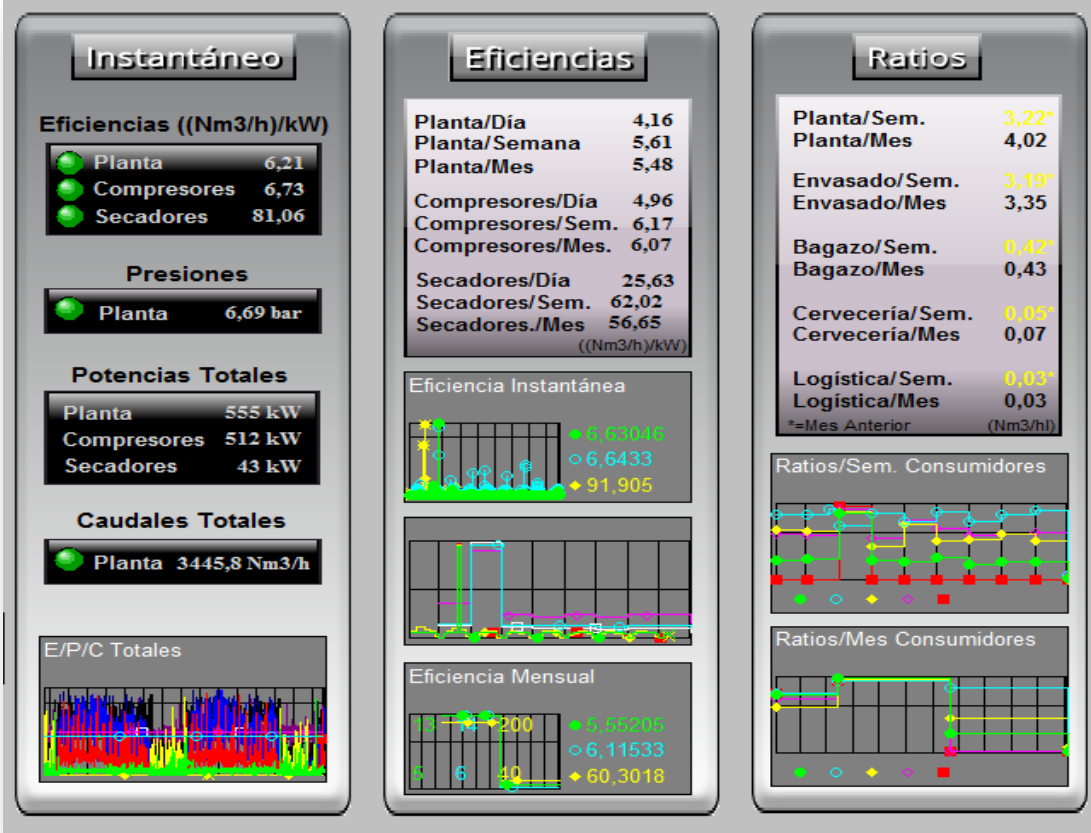 Instantáneo
Eficiencias ((Nm3/h)/kW)
Planta 6,21
Compresores 6,73
Secadores 81,06
Presiones
Planta 6,69 bar
Potencias Totales
Planta 555 kW
Compresores 512 kW
Secadores 43 kW
Caudales Totales
Planta 3445,8 Nm3/h
E/P/C Totales
Eficiencias
Planta/Día 4,16
Planta/Semana 5,61
Planta/Mes 5,48
Compresores/Día 4,96
Compresores/Sem. 6,17
Compresores/Mes. 6,07
Secadores/Día 25,63
Secadores/Sem. 62,02
Secadores./Mes 56,65
((Nm3/h)/kW)
Eficiencia Instantánea
6,63046
6,6433
91,905
Eficiencia Mensual
13 14 200
5 6 40
5,55205
6,11533
60,3018
Ratios
Planta/Sem. 3,22*
Planta/Mes 4,02
Envasado/Sem. 3,19*
Envasado/Mes 3,35
Bagazo/Sem. 0,42*
Bagazo/Mes 0,43
Cervecería/Sem. 0,05*
Cervecería/Mes 0,07
Logística/Sem. 0,03*
Logística/Mes 0,03
*=Mes Anterior (Nm3/hl)
Ratios/Sem. Consumidores
Ratios/Mes Consumidores